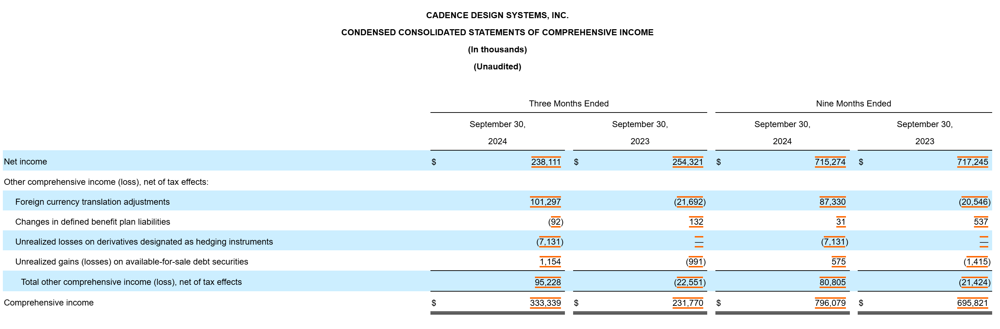 CADENCE DESIGN SYSTEMS, INC.
CONDENSED CONSOLIDATED STATEMENTS OF COMPREHENSIVE INCOME
(In thousands)
(Unaudited)
Three Months Ended Nine Months Ended
September 30, September 30, September 30, September 30,
2024 2023 2024 2023
Net income $ 238,111 $ 254,321 $ 715,274 $ 717,245
Other comprehensive income (loss), net of tax effects:
Foreign currency translation adjustments 101,297 (21,692) 87,330 (20,546)
Changes in defined benefit plan liabilities (92) 132 31 537
Unrealized losses on derivatives designated as hedging instruments (7,131) — (7,131) —
Unrealized gains (losses) on available-for-sale debt securities 1,154 (991) 575 (1,415)
Total other comprehensive income (loss), net of tax effects 95,228 (22,551) 80,805 (21,424)
Comprehensive income $ 333,339 $ 231,770 $ 796,079 $ 695,821